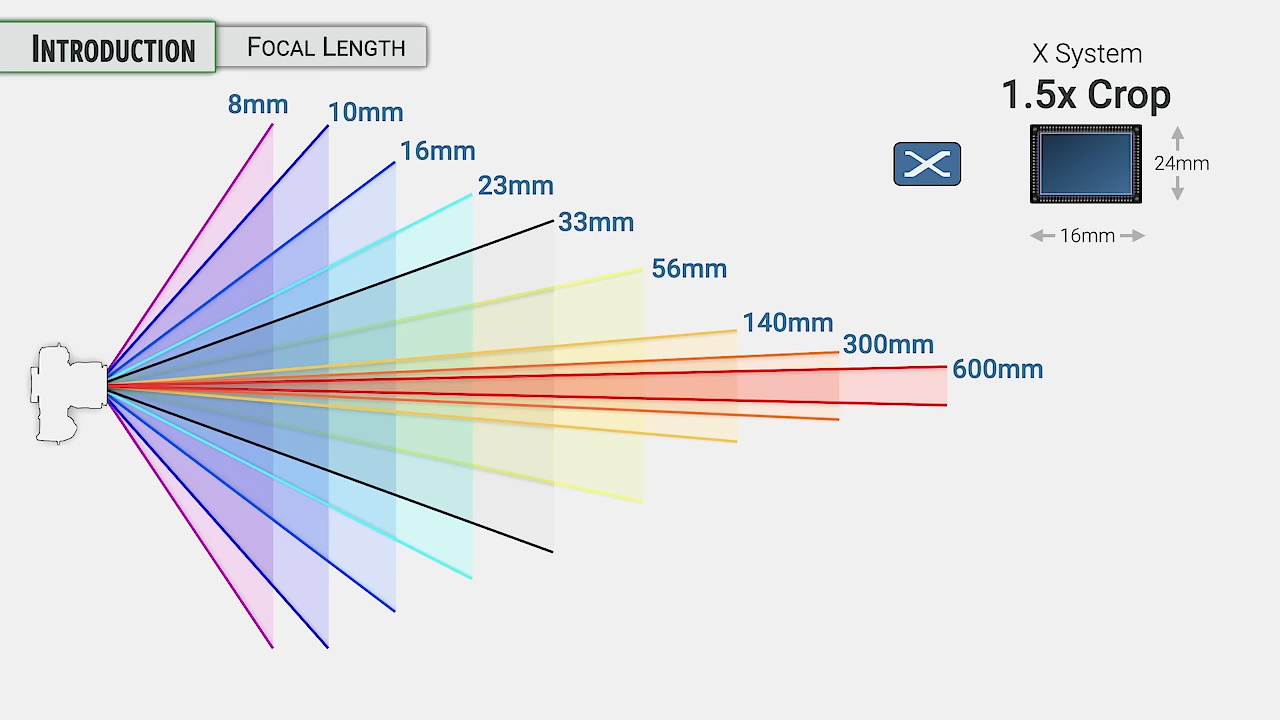 INTRODUCTION
FOCAL LENGTH
X System
1.5x Crop
24mm
16mm
8mm
10mm
16mm
23mm
33mm
56mm
140mm
300mm
600mm